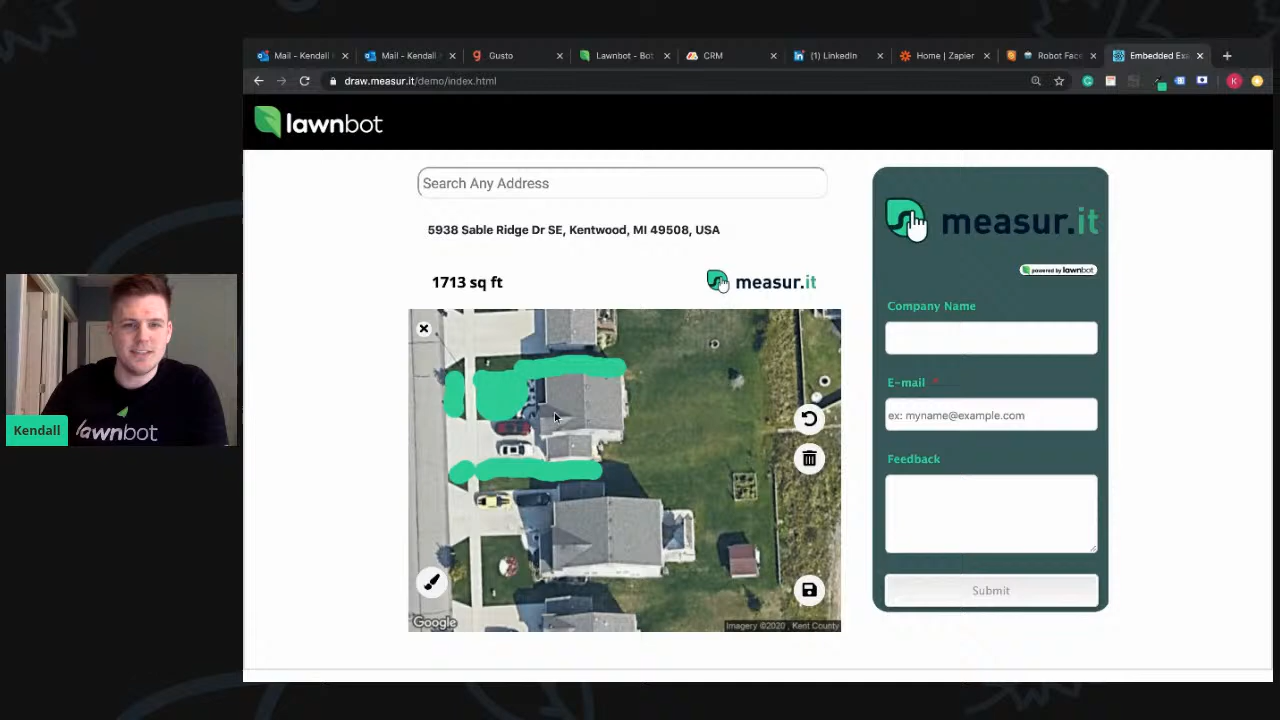 Mail - Kendall
Mail - Kendall
Gusto
Lawnbot - Bot
CRM
(1) LinkedIn
Home | Zapier
Robot Face
Embedded Exa
draw.measur.it/demo/index.html
K
lawnbot
Search Any Address
5938 Sable Ridge Dr SE, Kentwood, MI 49508, USA
1713 sq ft
measur.it
Google
Imagery ©2020 , Kent County
measur.it
powered by lawnbot
Company Name
E-mail *
ex: myname@example.com
Feedback
Submit
Kendall
lawnbot